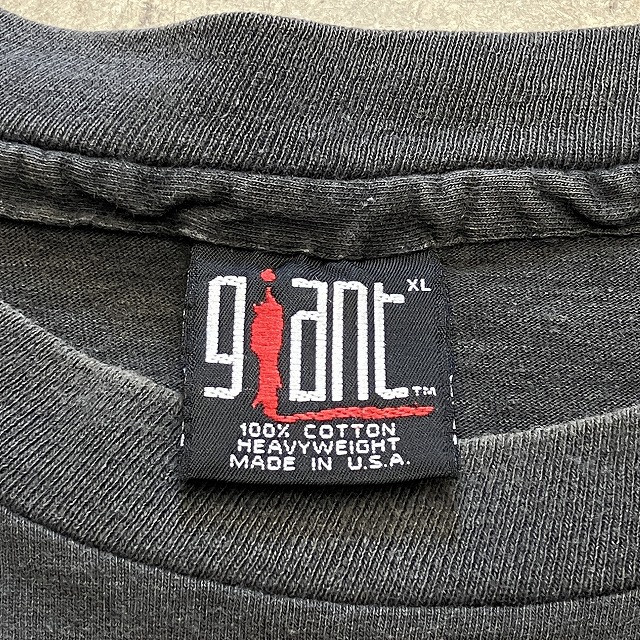 giant XL
TM
100% COTTON
HEAVYWEIGHT
MADE IN U.S.A.